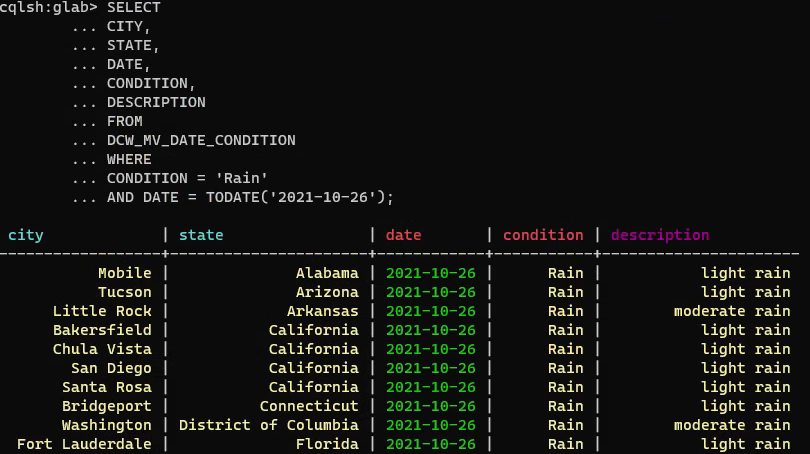 cqlsh:glab> SELECT
... CITY,
... STATE,
... DATE,
... CONDITION,
... DESCRIPTION
... FROM
... DCW_MV_DATE_CONDITION
... WHERE
... CONDITION = 'Rain'
... AND DATE = TODATE('2021-10-26');
city | state | date | condition | description
Mobile | Alabama | 2021-10-26 | Rain | light rain
Tucson | Arizona | 2021-10-26 | Rain | light rain
Little Rock | Arkansas | 2021-10-26 | Rain | moderate rain
Bakersfield | California | 2021-10-26 | Rain | light rain
Chula Vista | California | 2021-10-26 | Rain | light rain
San Diego | California | 2021-10-26 | Rain | light rain
Santa Rosa | California | 2021-10-26 | Rain | light rain
Bridgeport | Connecticut | 2021-10-26 | Rain | light rain
Washington | District of Columbia | 2021-10-26 | Rain | moderate rain
Fort Lauderdale | Florida | 2021-10-26 | Rain | light rain